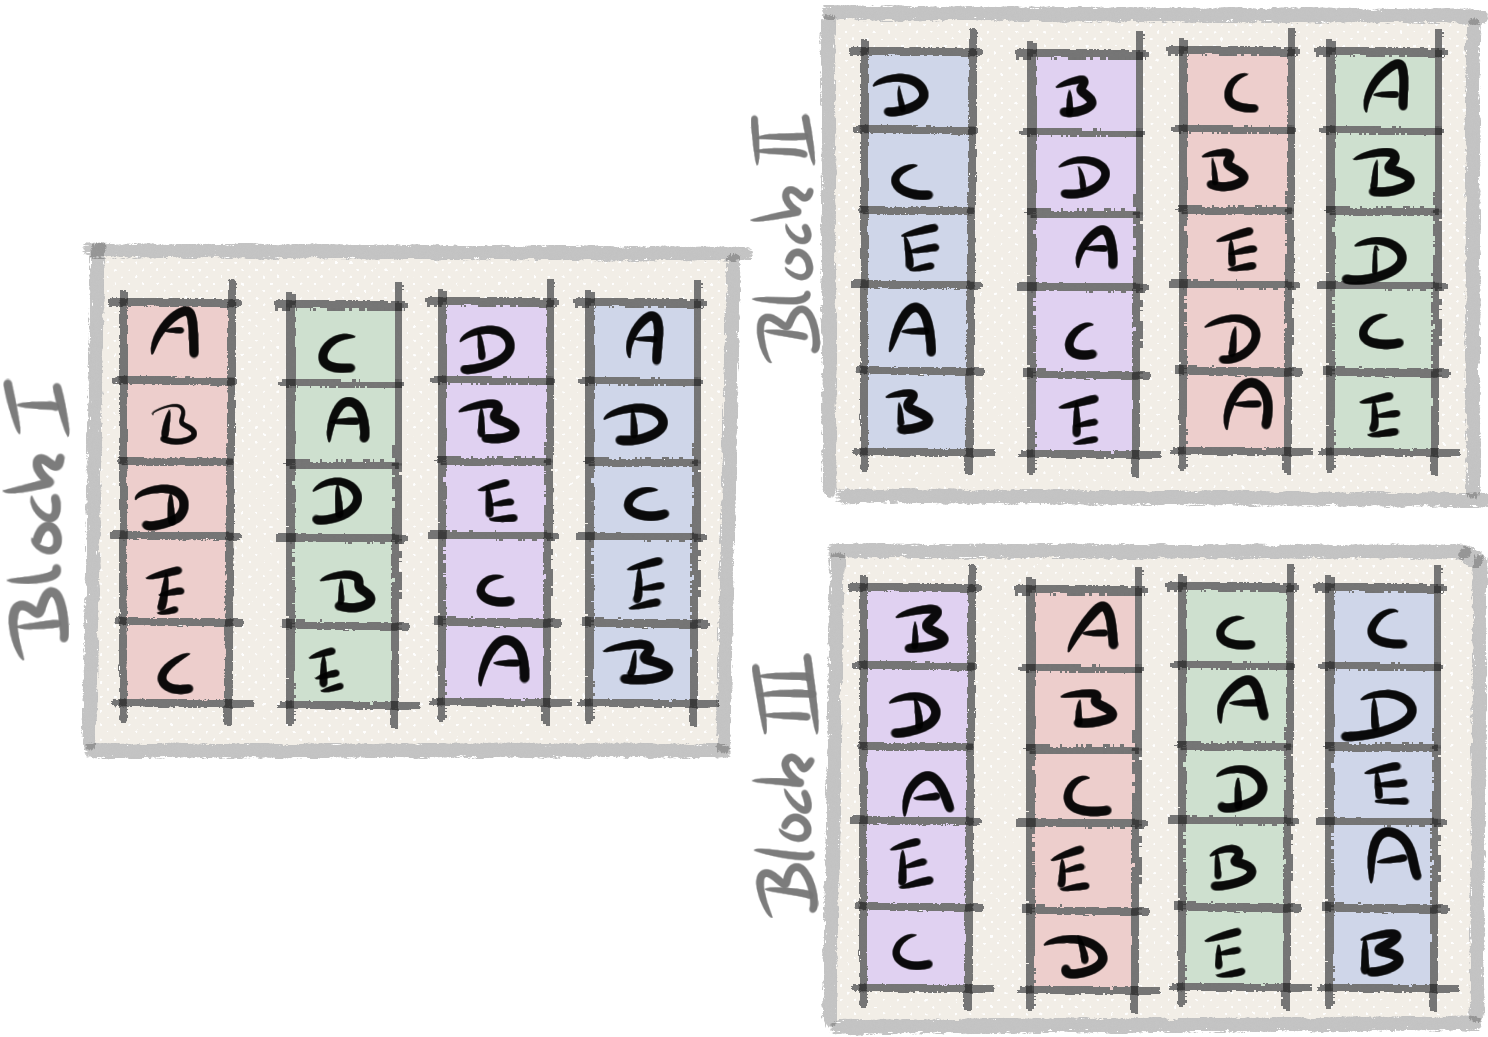 Block I
A C D A
B A B D
D D E C
E B C E
C E A B
Block II
D B C A
C D B B
E A E D
A C D C
B E A E
Block III
B A C C
D B A D
A C D E
E E B A
C D E B